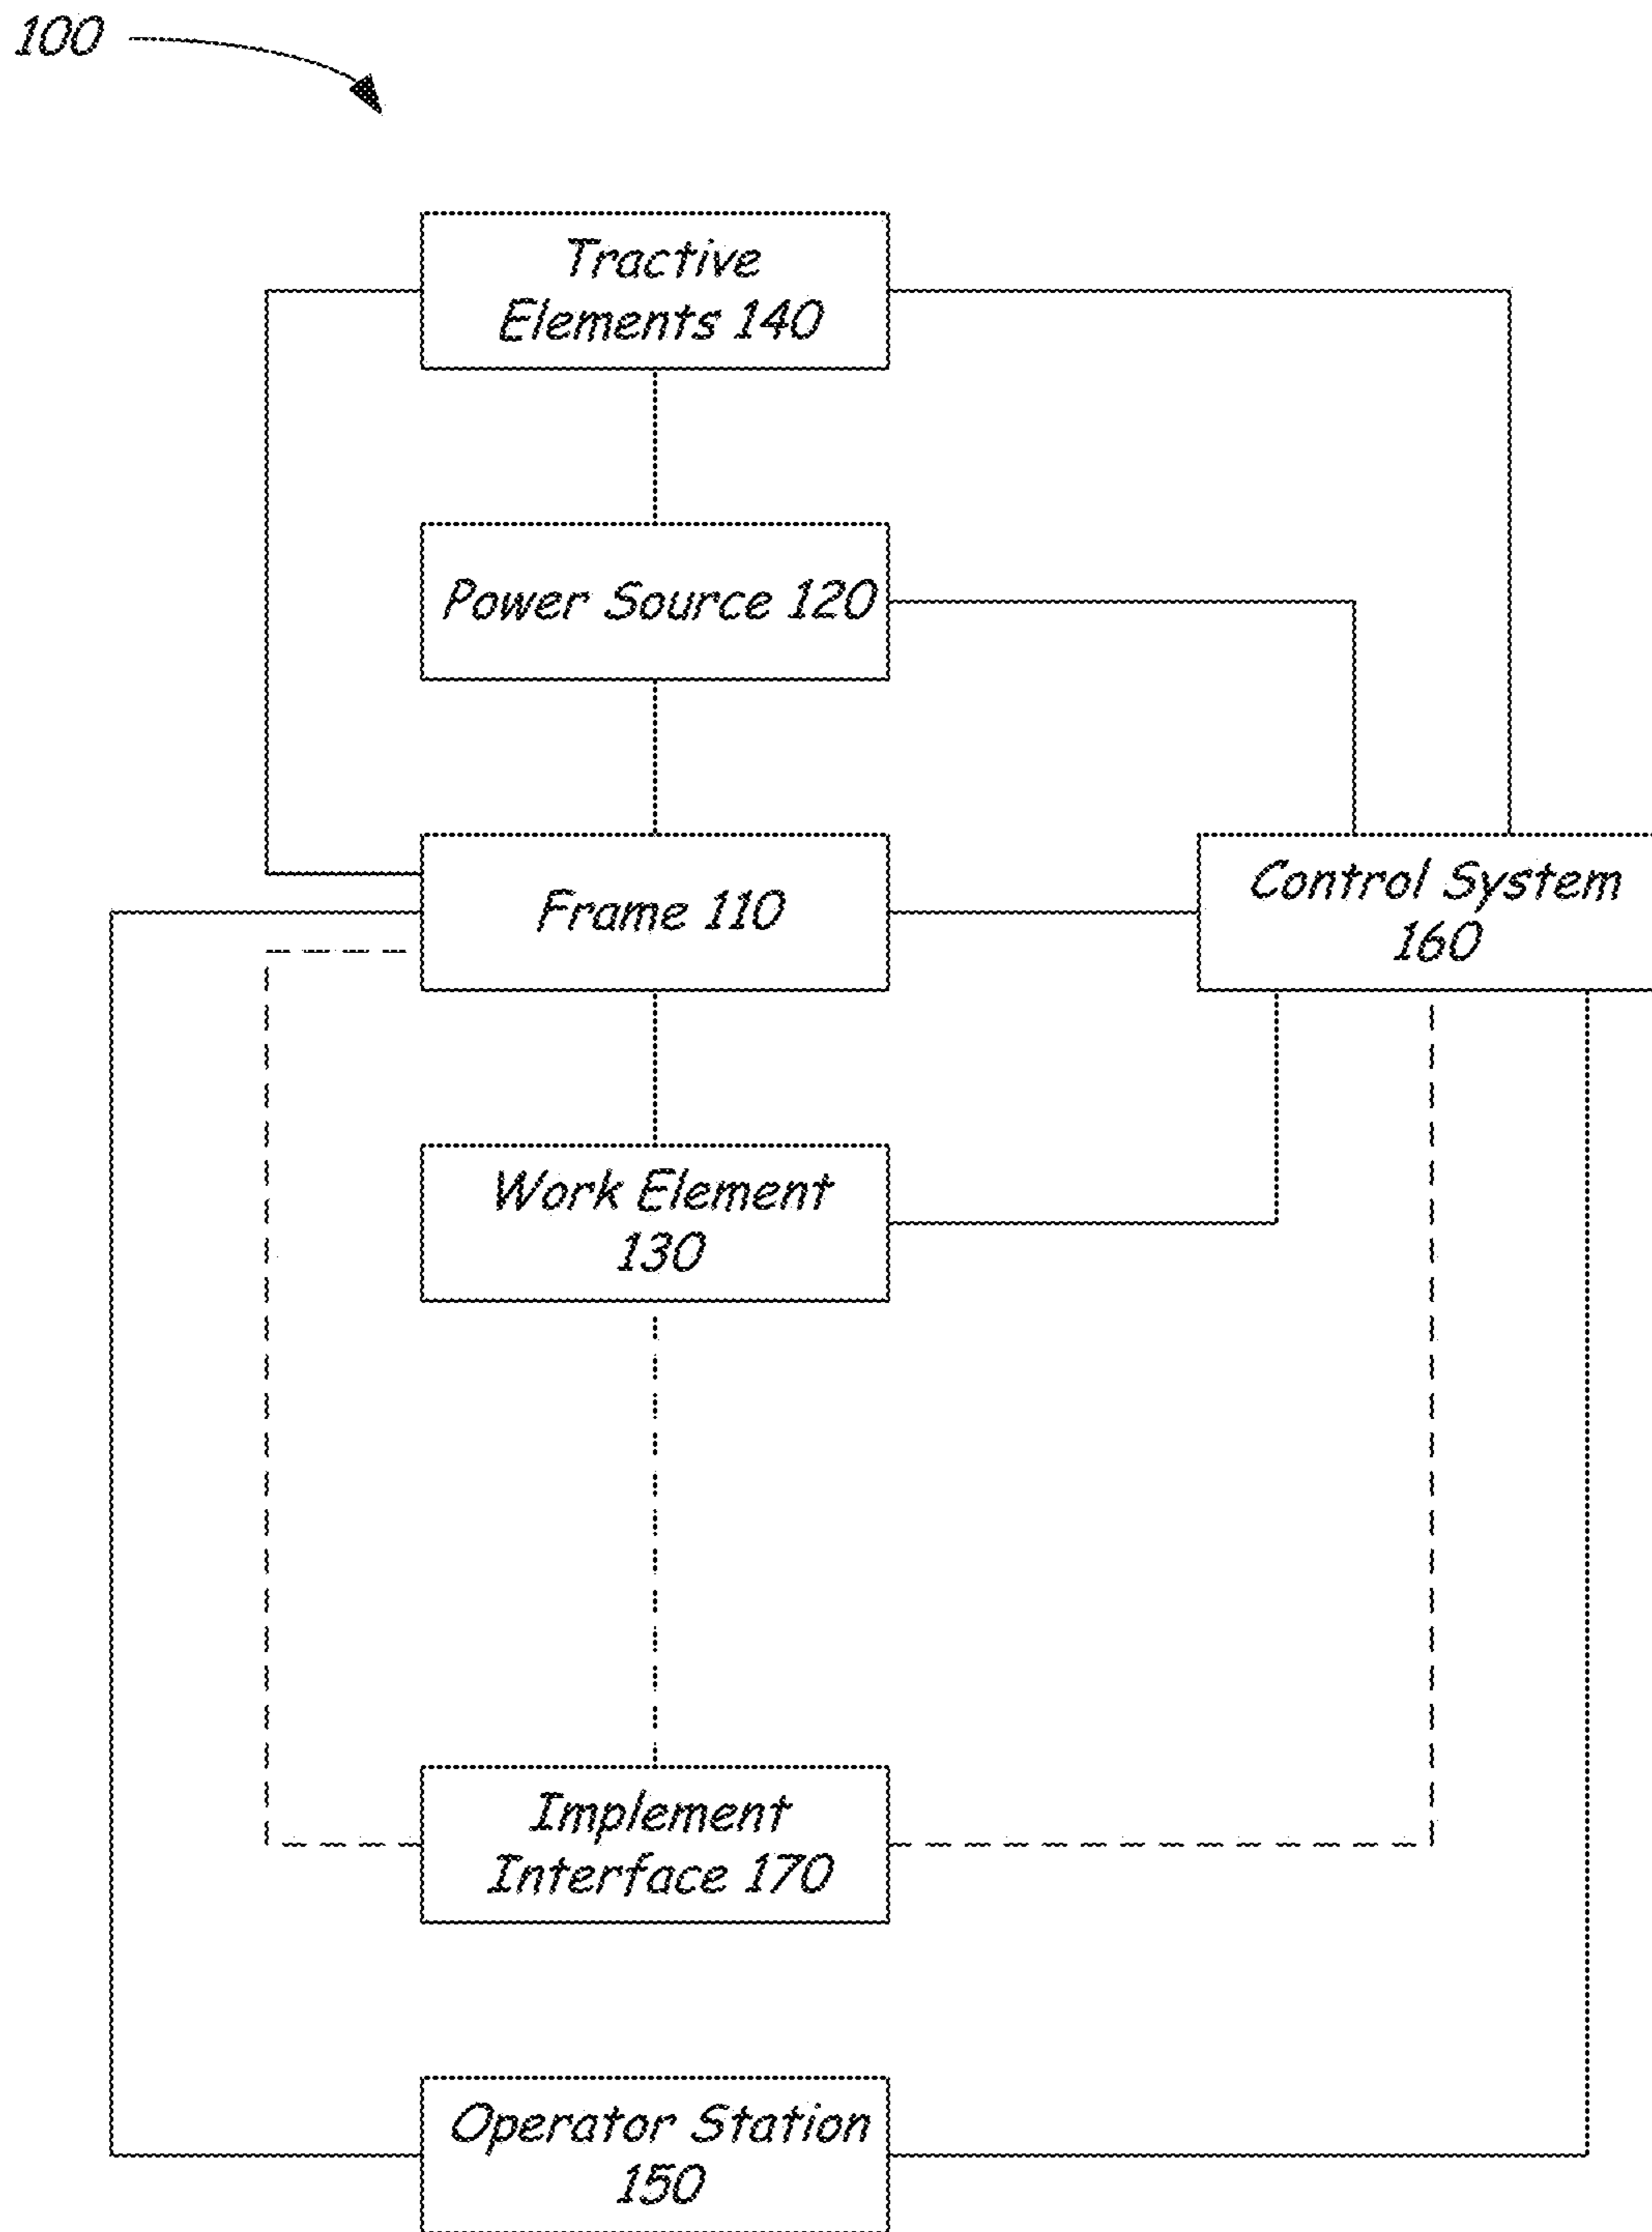 100
Tractive
Elements 140
Power Source 120
Frame 110
Control System
160
Work Element
130
Implement
Interface 170
Operator Station
150